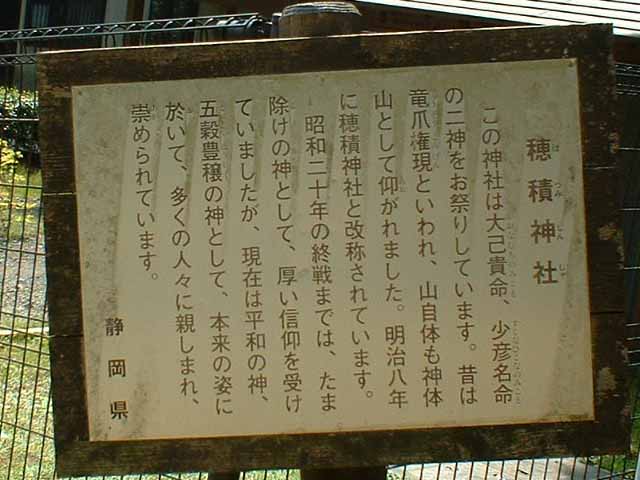 穂積神社
この神社は大己貴命、少彦名命
の二神をお祭りしています。昔は
竜爪権現といわれ、山自体も神体
山として仰がれました。明治八年
に穂積神社と改称されています。
昭和二十年の終戦までは、たま
除けの神として、厚い信仰を受け
ていましたが、現在は平和の神、
五穀豊穣の神として、本来の姿に
於いて、多くの人々に親しまれ、
崇められています。
静岡県